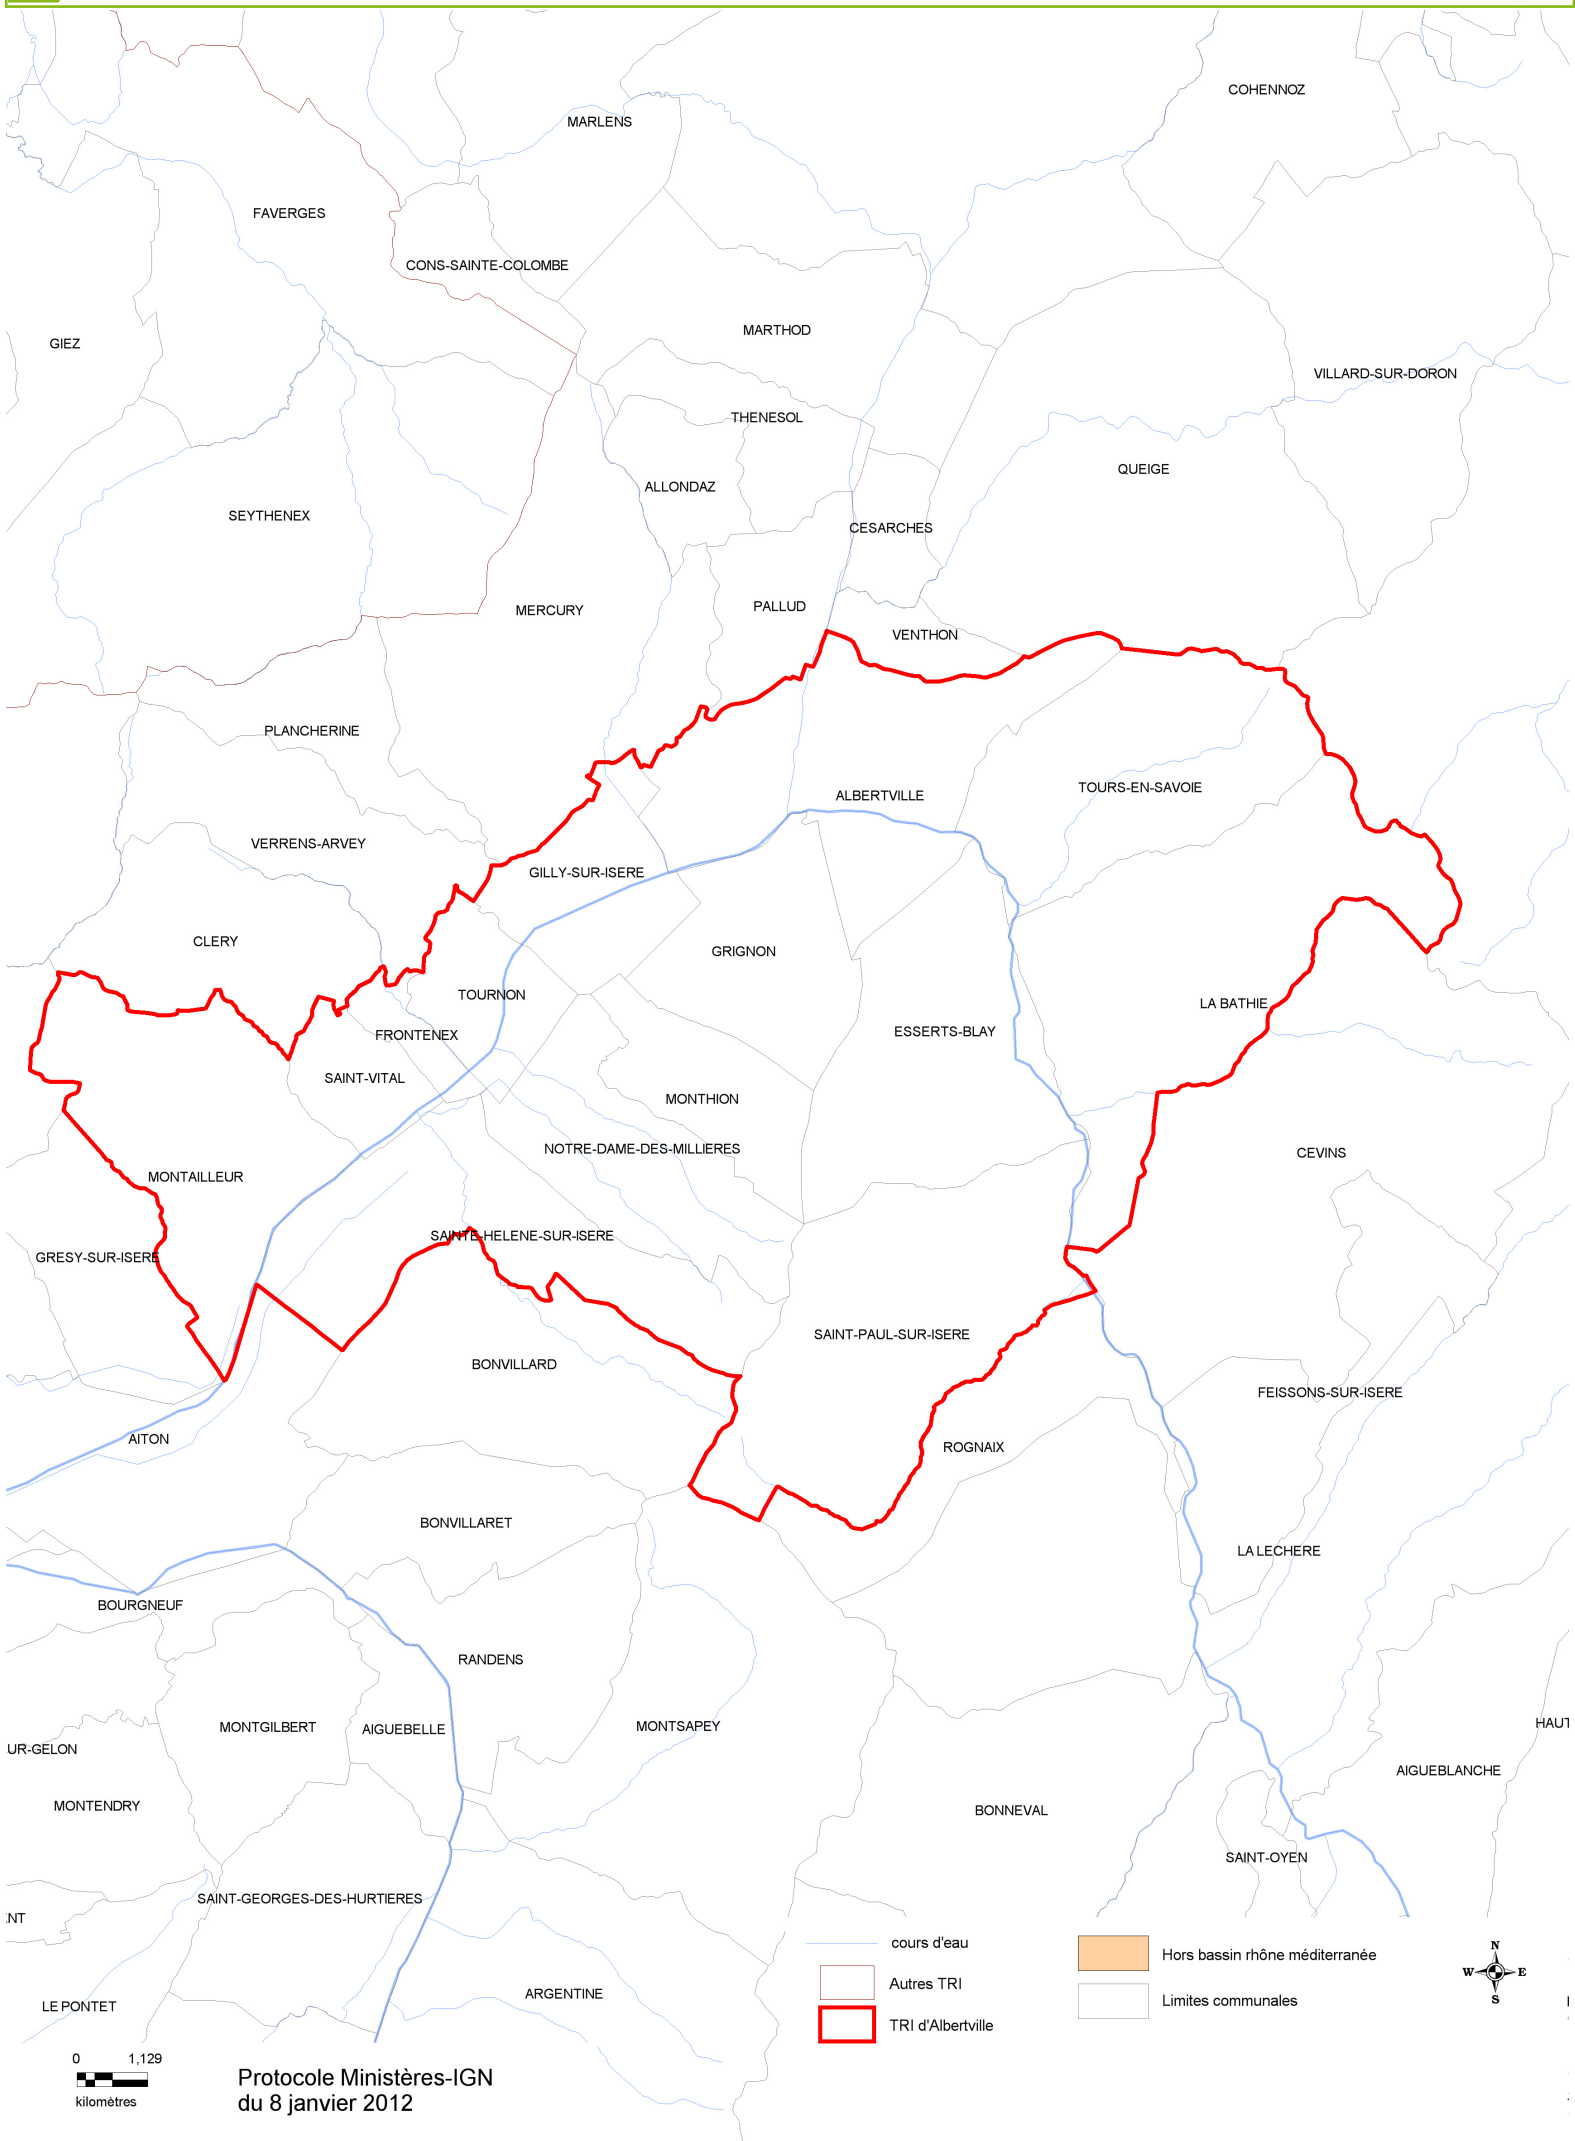 COHENNOZ
MARLENS
FAVERGES
CONS-SAINTE-COLOMBE
MARTHOD
GIEZ
VILLARD-SUR-DORON
THENESOL
QUEIGE
ALLONDAZ
SEYTHENEX
CESARCHES
MERCURY
PALLUD
VENTHON
PLANCHERINE
TOURS-EN-SAVOIE
ALBERTVILLE
VERRENS-ARVEY
GILLY-SUR-ISERE
CLERY
GRIGNON
TOURNON
LA BATHIE
FRONTENEX
ESSERTS-BLAY
SAINT-VITAL
MONTHION
NOTRE-DAME-DES-MILLIERES
CEVINS
MONTAILLEUR
SAINTE-HELENE-SUR-ISERE
GRESY-SUR-ISERE
SAINT-PAUL-SUR-ISERE
BONVILLARD
FEISSONS-SUR-ISERE
AITON
ROGNAIX
BONVILLARET
LA LECHERE
BOURGNEUF
RANDENS
MONTGILBERT
AIGUEBELLE
MONTSAPEY
HAUT
UR-GELON
AIGUEBLANCHE
MONTENDRY
BONNEVAL
SAINT-OYEN
SAINT-GEORGES-DES-HURTIERES
NT
ARGENTINE
LE PONTET
cours d'eau
Autres TRI
TRI d'Albertville
Hors bassin rhône méditerranée
Limites communales
N
W E
S
0 1,129
kilomètres
Protocole Ministères-IGN
du 8 janvier 2012